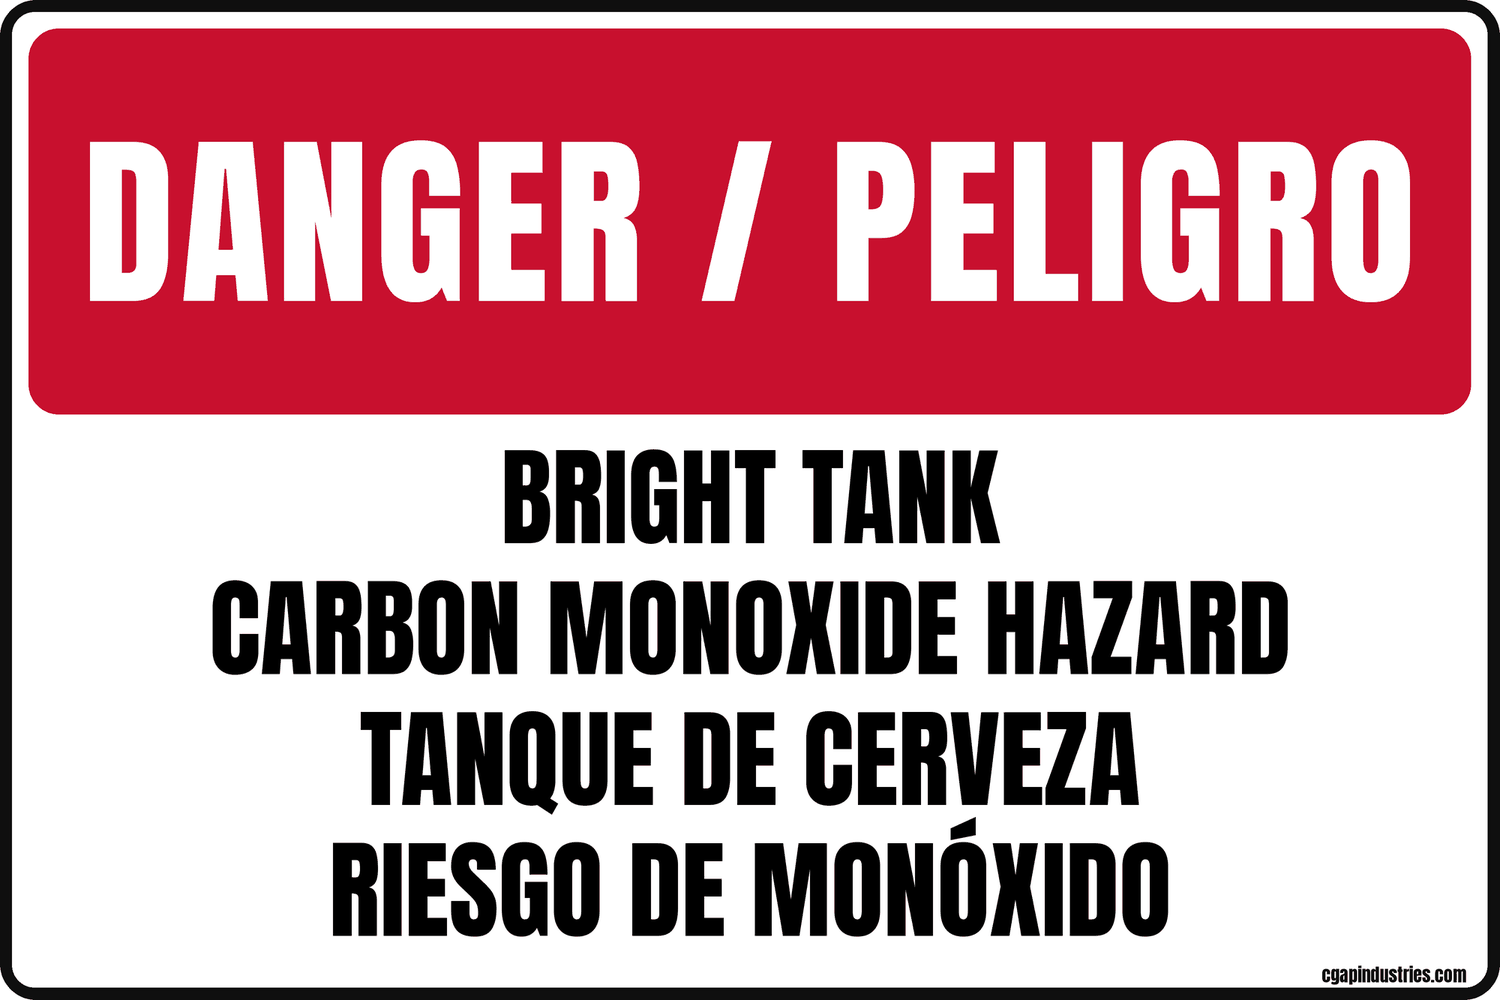 DANGER / PELIGRO
BRIGHT TANK
CARBON MONOXIDE HAZARD
TANQUE DE CERVEZA
RIESGO DE MONÓXIDO
cgapindustries.com